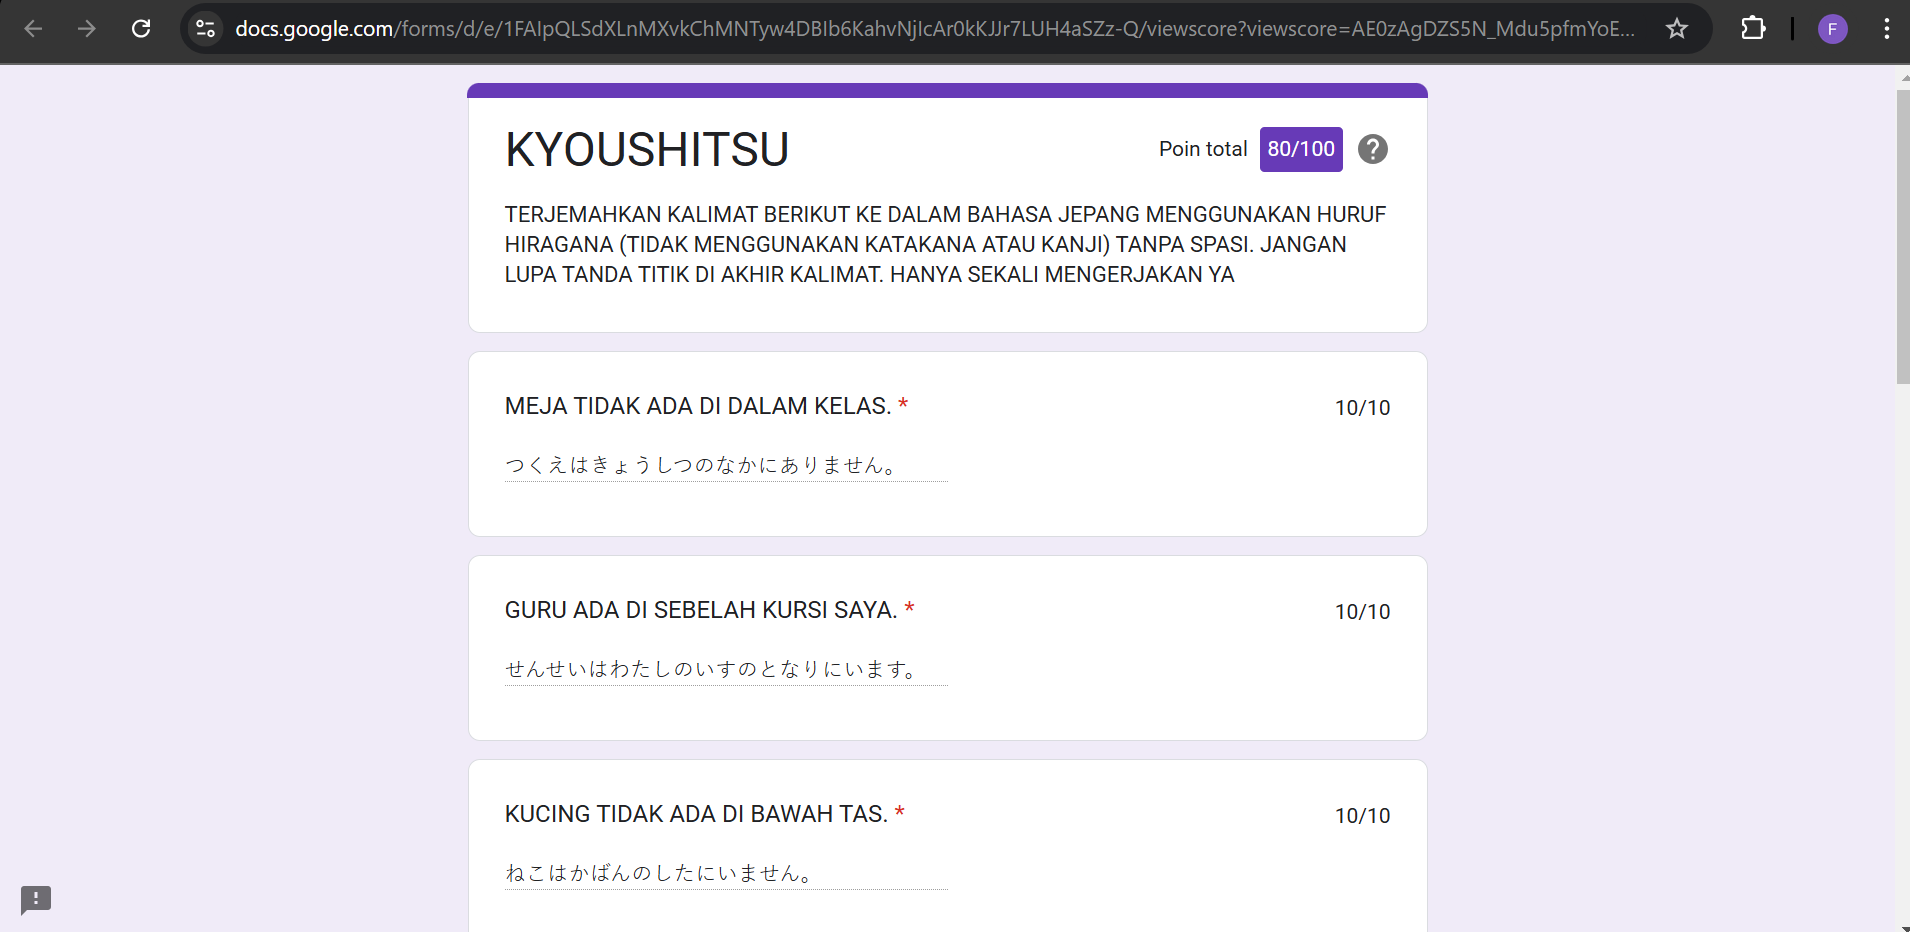 docs.google.com/forms/d/e/1FAIpQLSdXLnMXvkChMNTyw4DBIb6KahvNjIcAr0kKJJr7LUH4aSZz-Q/viewscore?viewscore=AE0zAgDZS5N_Mdu5pfmYoE...
F
KYOUSHITSU
Poin total 80/100 ?
TERJEMAHKAN KALIMAT BERIKUT KE DALAM BAHASA JEPANG MENGGUNAKAN HURUF
HIRAGANA (TIDAK MENGGUNAKAN KATAKANA ATAU KANJI) TANPA SPASI. JANGAN
LUPA TANDA TITIK DI AKHIR KALIMAT. HANYA SEKALI MENGERJAKAN YA
MEJA TIDAK ADA DI DALAM KELAS. *
10/10
つくえはきょうしつのなかにありません。
GURU ADA DI SEBELAH KURSI SAYA. *
10/10
せんせいはわたしのいすのとなりにいます。
KUCING TIDAK ADA DI BAWAH TAS. *
10/10
ねこはかばんのしたにいません。